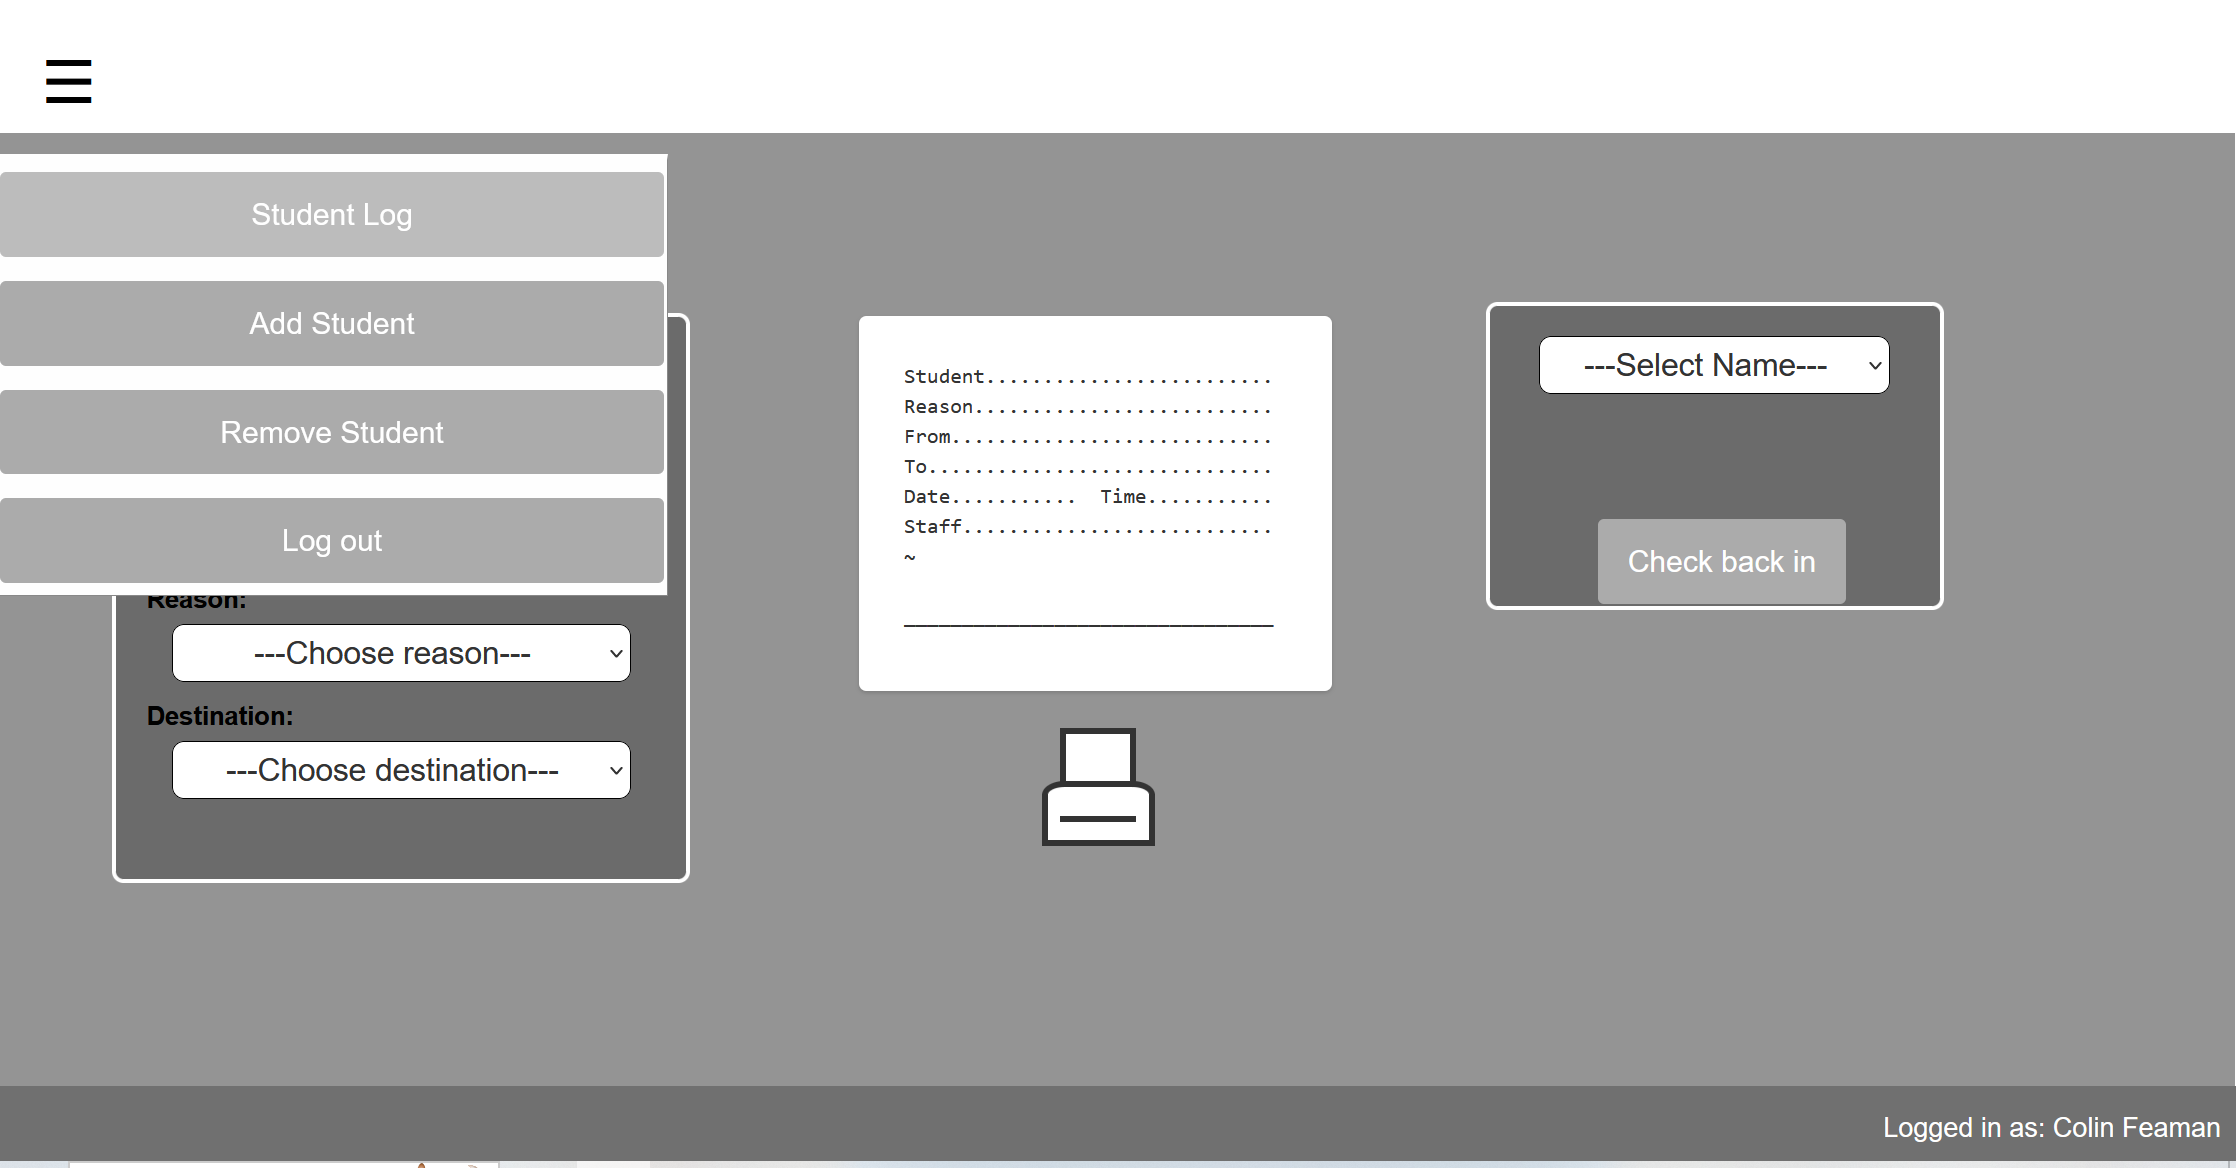 Student Log
Add Student
Remove Student
Log out
Reason:
---Choose reason---
Destination:
---Choose destination---
Student.........................
Reason..........................
From............................
To..............................
Date...........  Time...........
Staff...........................
~
________________________________
---Select Name---
Check back in
Logged in as: Colin Feaman